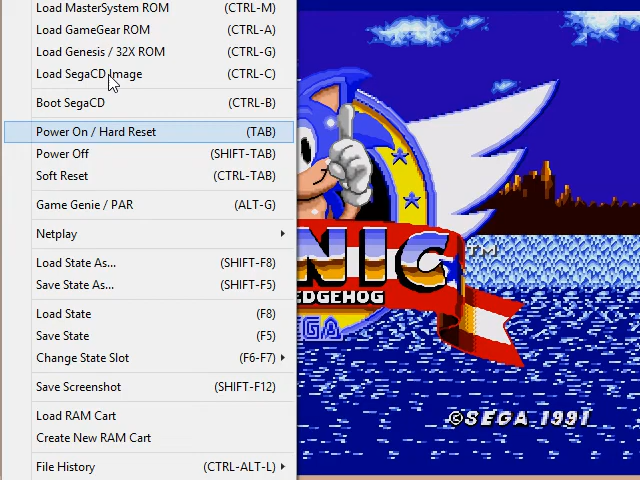 Load MasterSystem ROM (CTRL-M)
Load GameGear ROM (CTRL-A)
Load Genesis / 32X ROM (CTRL-G)
Load SegaCD Image (CTRL-C)
Boot SegaCD (CTRL-B)
Power On / Hard Reset (TAB)
Power Off (SHIFT-TAB)
Soft Reset (CTRL-TAB)
Game Genie / PAR (ALT-G)
Netplay
Load State As... (SHIFT-F8)
Save State As... (SHIFT-F5)
Load State (F8)
Save State (F5)
Change State Slot (F6-F7)
Save Screenshot (SHIFT-F12)
Load RAM Cart
Create New RAM Cart
File History (CTRL-ALT-L)
NIC TM
EDGEHOG
EGA
©SEGA 1991